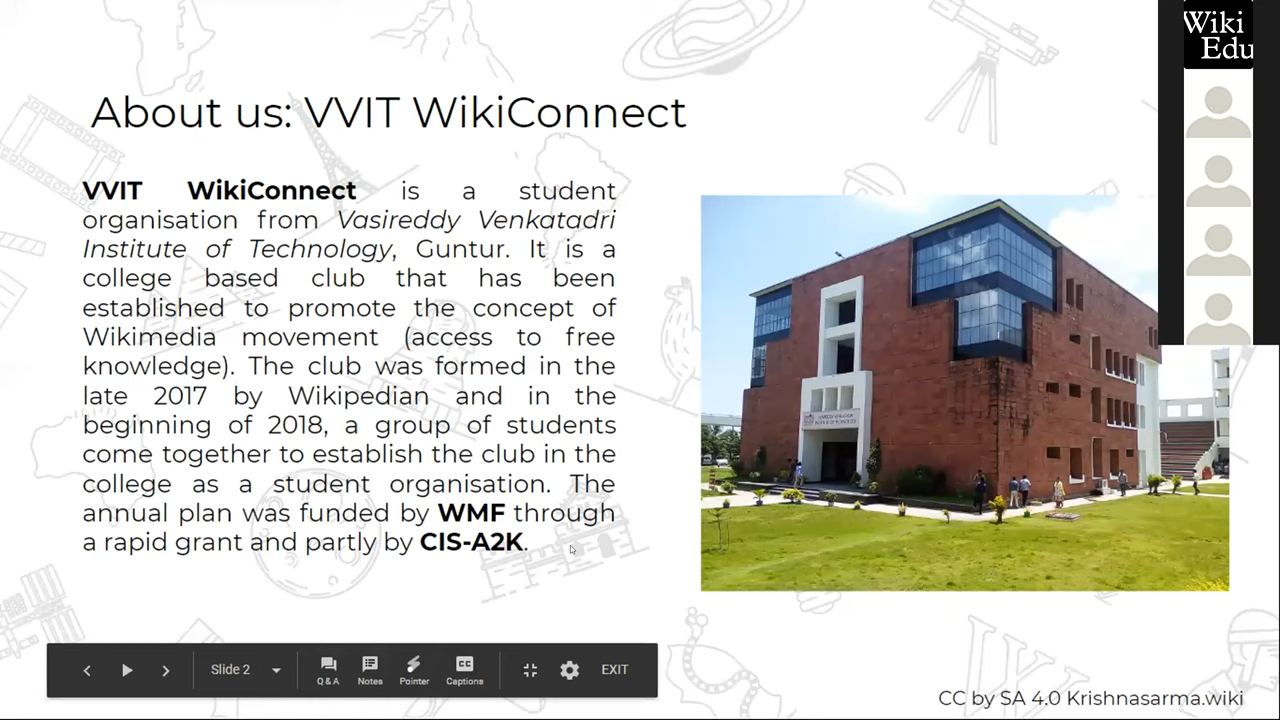 Wiki
Edu
About us: VVIT WikiConnect
VVIT WikiConnect is a student
organisation from Vasireddy Venkatadri
Institute of Technology, Guntur. It is a
college based club that has been
established to promote the concept of
Wikimedia movement (access to free
knowledge). The club was formed in the
late 2017 by Wikipedian and in the
beginning of 2018, a group of students
come together to establish the club in the
college as a student organisation. The
annual plan was funded by WMF through
a rapid grant and partly by CIS-A2K.
Slide 2
Q & A
Notes
Pointer
CC
Captions
EXIT
CC by SA 4.0 Krishnasarma.wiki